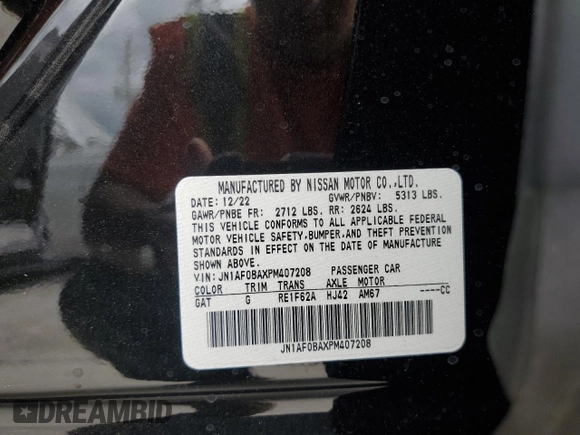 MANUFACTURED BY NISSAN MOTOR CO.,LTD.
DATE: 12/22 GVWR/PNBV: 5313 LBS.
GAWR/PNBE FR: 2712 LBS. RR: 2624 LBS.
THIS VEHICLE CONFORMS TO ALL APPLICABLE FEDERAL
MOTOR VEHICLE SAFETY,BUMPER,AND THEFT PREVENTION
STANDARDS IN EFFECT ON THE DATE OF MANUFACTURE
SHOWN ABOVE.
VIN: JN1AF0BAXPM407208 PASSENGER CAR
COLOR TRIM TRANS AXLE MOTOR
GAT G RE1F62A HJ42 AM67 ----CC
JN1AF0BAXPM407208
DREAMBID